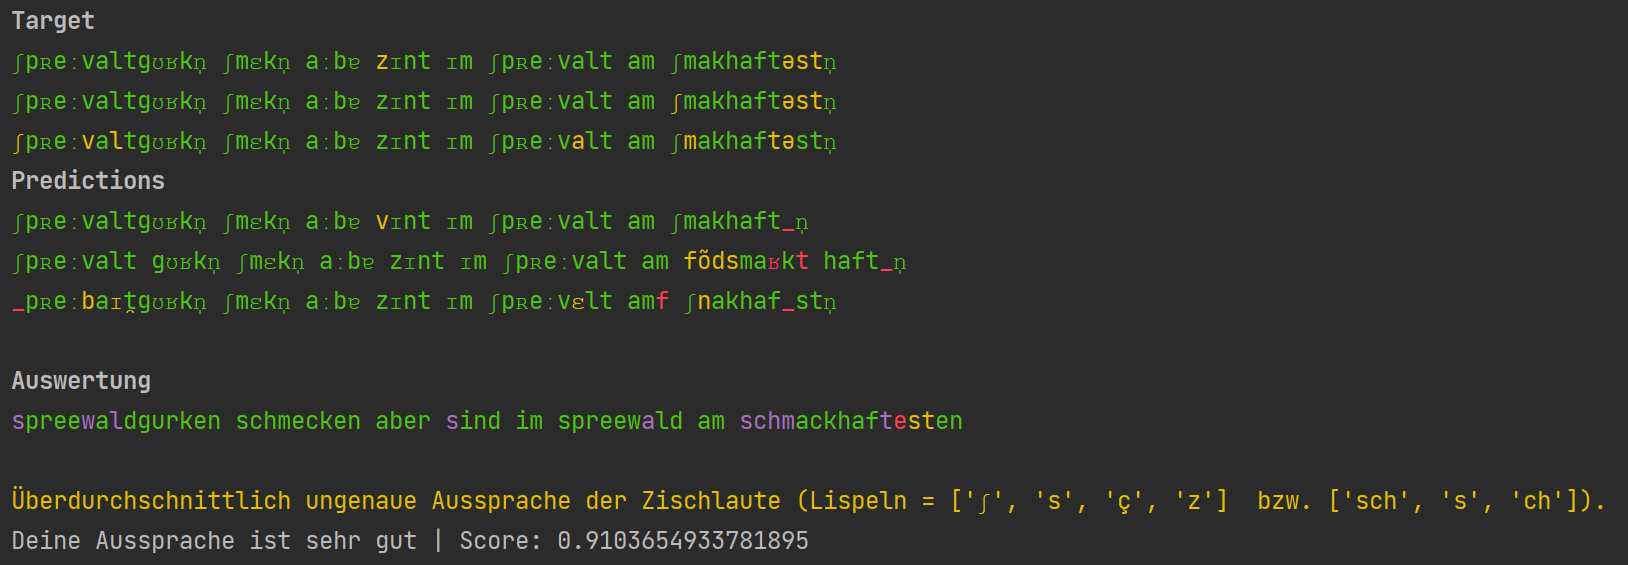 Target
ʃpʀeːvaltgʊʁkn̩ ʃmɛkn̩ aːbɐ zɪnt ɪm ʃpʀeːvalt am ʃmakhaftəstn̩
ʃpʀeːvaltgʊʁkn̩ ʃmɛkn̩ aːbɐ zɪnt ɪm ʃpʀeːvalt am ʃmakhaftəstn̩
ʃpʀeːvaltgʊʁkn̩ ʃmɛkn̩ aːbɐ zɪnt ɪm ʃpʀeːvalt am ʃmakhaftəstn̩
Predictions
ʃpʀeːvaltgʊʁkn̩ ʃmɛkn̩ aːbɐ vɪnt ɪm ʃpʀeːvalt am ʃmakhaft_n̩
ʃpʀeːvalt gʊʁkn̩ ʃmɛkn̩ aːbɐ zɪnt ɪm ʃpʀeːvalt am fõdsmaʁkt haft_n̩
_pʀeːbaɪt̯gʊʁkn̩ ʃmɛkn̩ aːbɐ zɪnt ɪm ʃpʀeːvɛlt amf ʃnakhaf_stn̩
Auswertung
spreewaldgurken schmecken aber sind im spreewald am schmackhaftesten
Überdurchschnittlich ungenaue Aussprache der Zischlaute (Lispeln = ['ʃ', 's', 'ç', 'z']  bzw. ['sch', 's', 'ch']).
Deine Aussprache ist sehr gut | Score: 0.9103654933781895